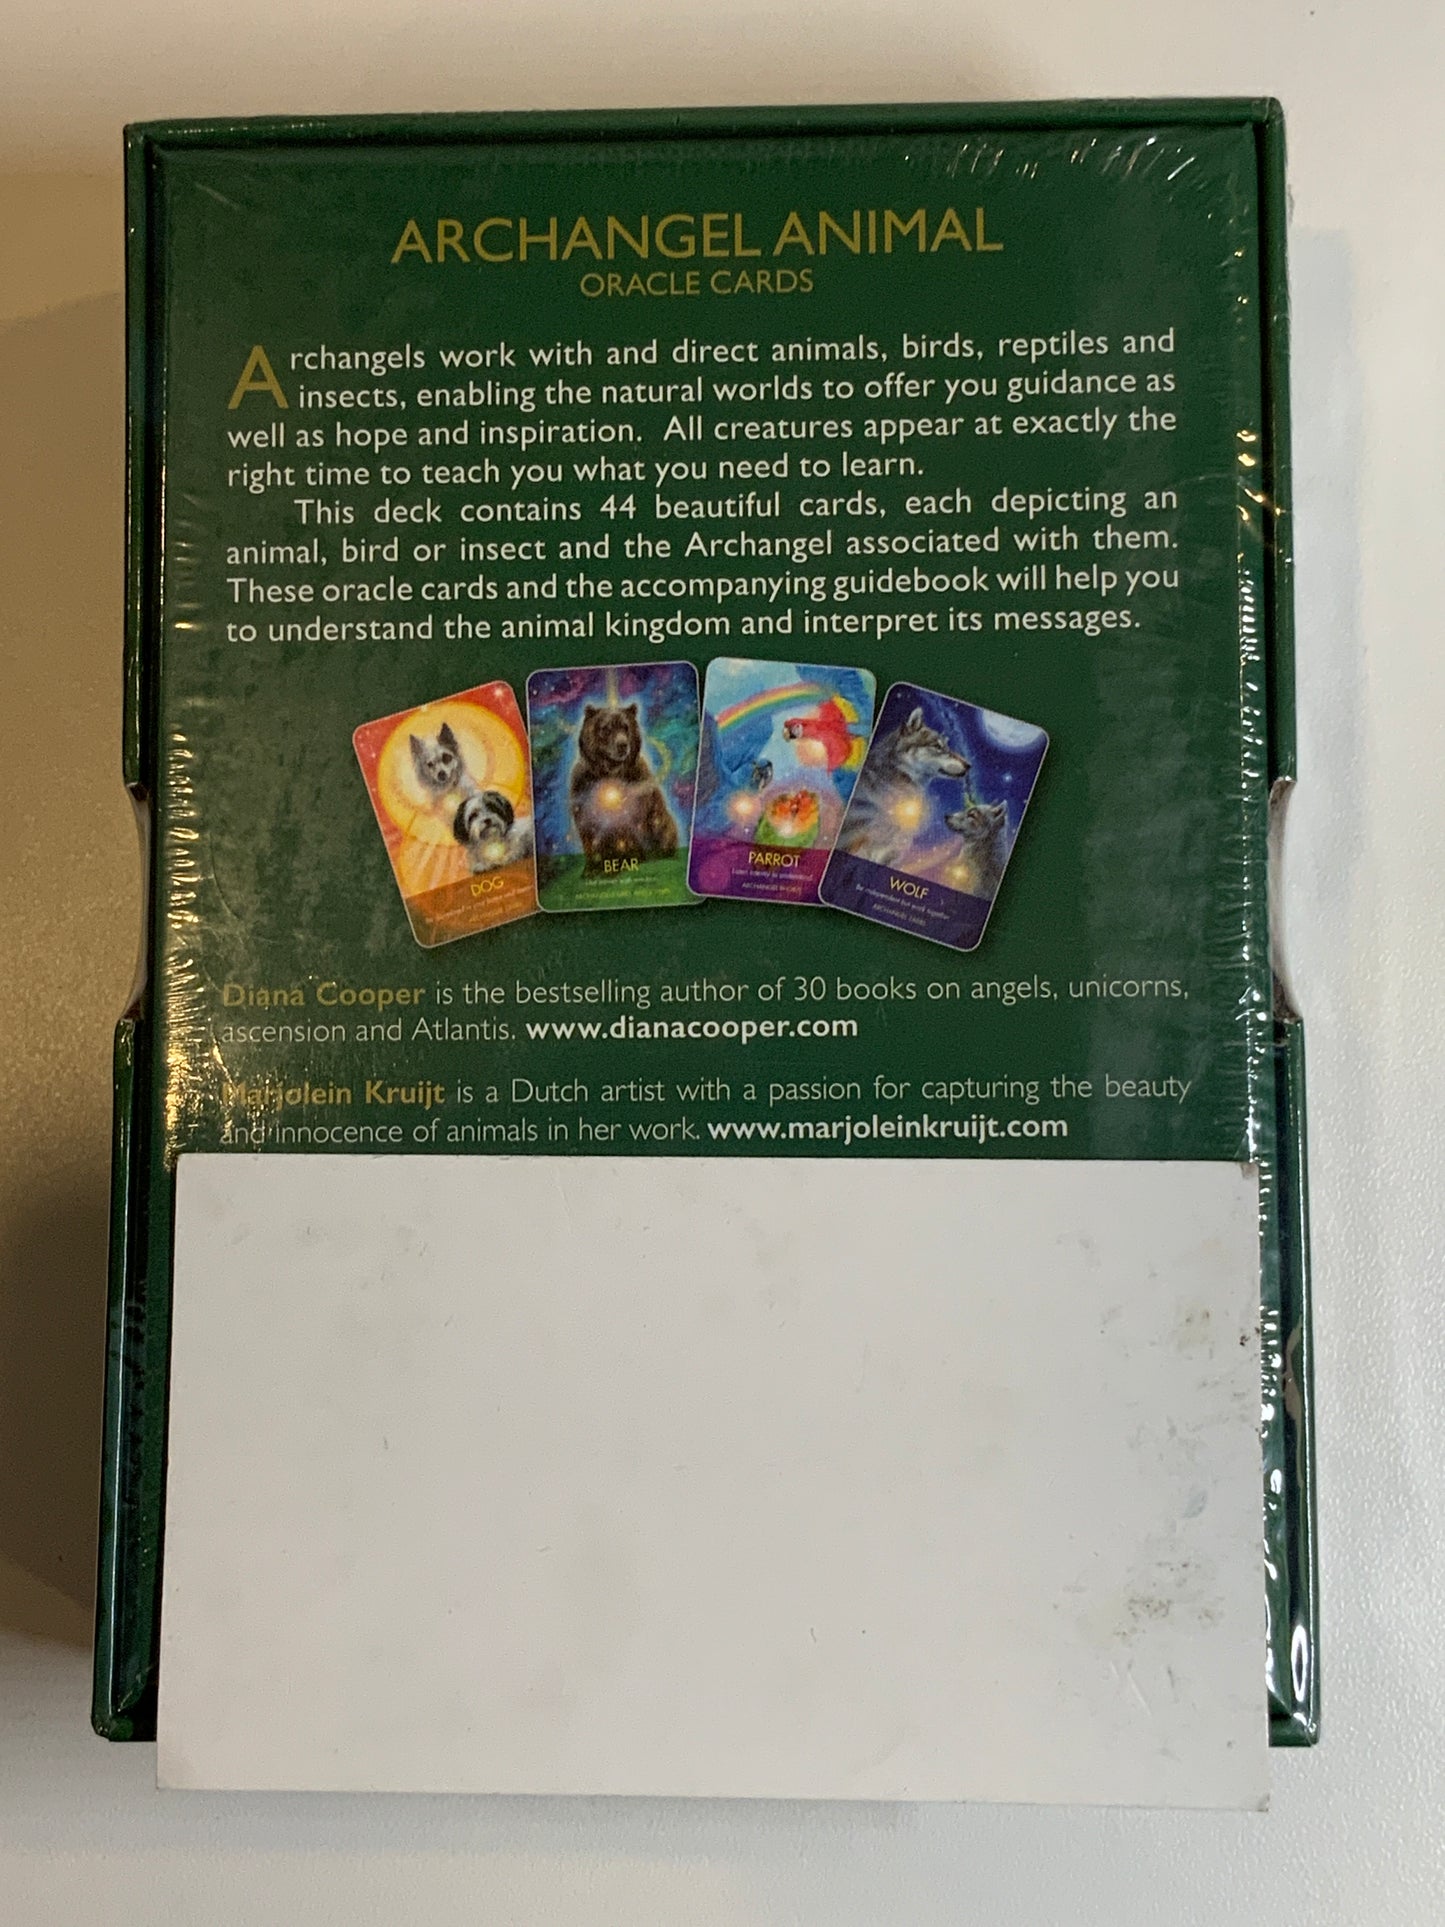 ARCHANGEL ANIMAL
ORACLE CARDS
Archangels work with and direct animals, birds, reptiles and
insects, enabling the natural worlds to offer you guidance as
well as hope and inspiration. All creatures appear at exactly the
right time to teach you what you need to learn.
This deck contains 44 beautiful cards, each depicting an
animal, bird or insect and the Archangel associated with them.
These oracle cards and the accompanying guidebook will help you
to understand the animal kingdom and interpret its messages.
DOG
BEAR
PARROT
WOLF
Be independent but work together
Diana Cooper is the bestselling author of 30 books on angels, unicorns,
ascension and Atlantis. www.dianacooper.com
Marjolein Kruijt is a Dutch artist with a passion for capturing the beauty
and innocence of animals in her work. www.marjoleinkruijt.com